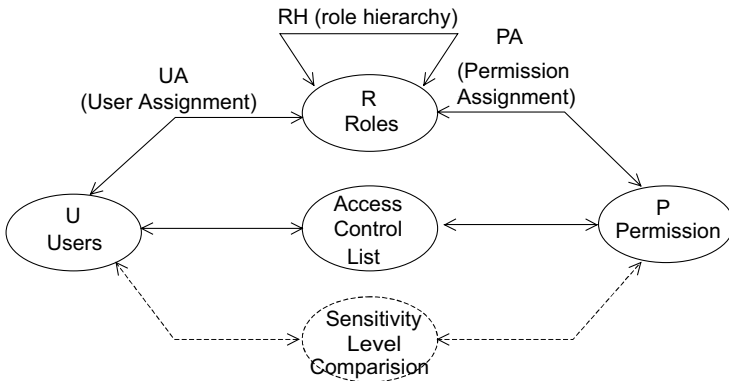 RH (role hierarchy)
PA
UA
(User Assignment)
(Permission
Assignment)
R
Roles
U
Users
Access
Control
List
P
Permission
Sensitivity
Level
Comparision